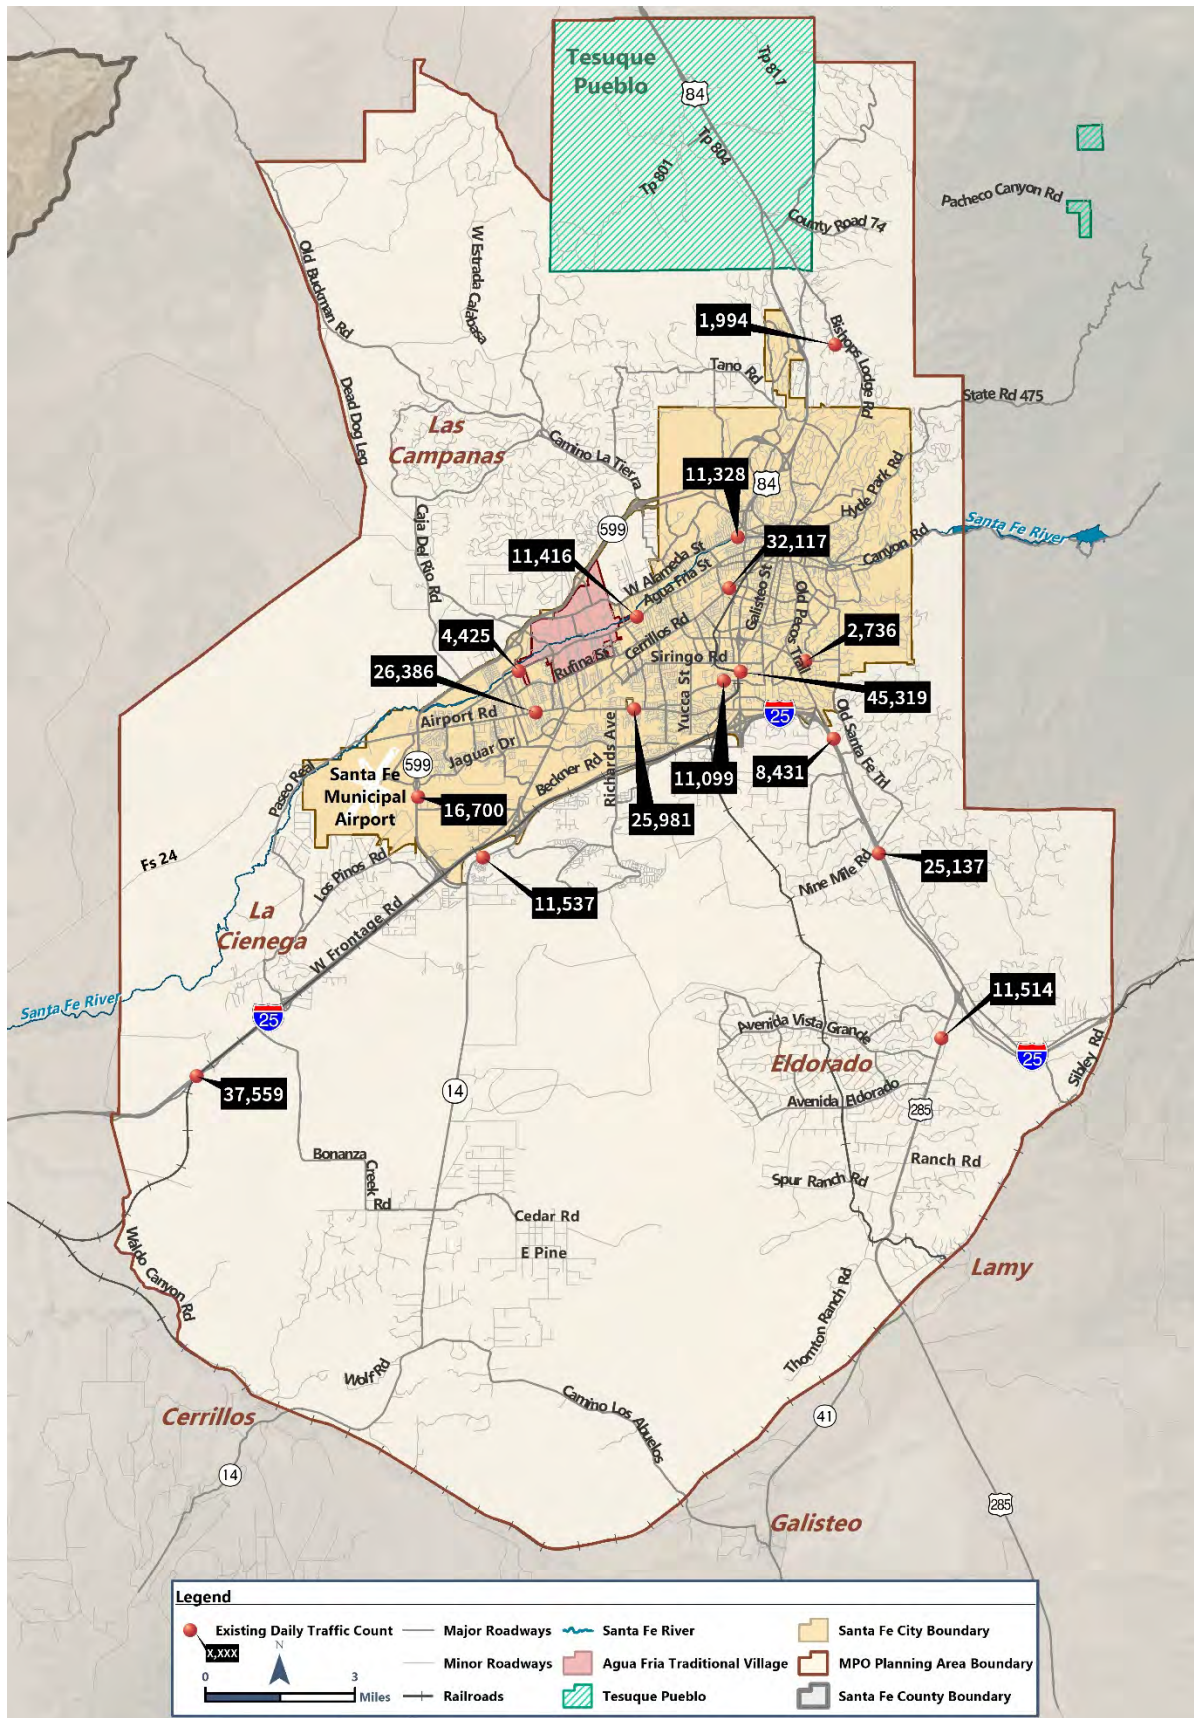 Tesuque
Pueblo
Tp 817
84
Tp 804
Tp 801
Pacheco Canyon Rd
County Road 74
Old Buckman Rd
W Estrada Calabasa
1,994
Bishops Lodge Rd
Tano Rd
Dead Dog Leg
State Rd 475
Las
Campanas
Camino La Tierra
11,328
84
Hyde Park Rd
Caja Del Rio Rd
599
32,117
Santa Fe River
Canyon Rd
11,416
W Alameda St
Agua Fria St
Galisteo St
Old Pecos Trail
4,425
Cerrillos Rd
2,736
Rufina St
Siringo Rd
26,386
Yucca St
45,319
Airport Rd
25
Old Santa Fe Trl
Jaguar Dr
Richards Ave
599
Beckner Rd
11,099
8,431
Paseo Real
Santa Fe
Municipal
Airport
16,700
25,981
Fs 24
Los Pinos Rd
Nine Mile Rd
25,137
11,537
La
Cienega
W Frontage Rd
Santa Fe River
25
11,514
Avenida Vista Grande
Eldorado
25
Sibley Rd
37,559
14
Avenida Eldorado
285
Bonanza
Creek
Rd
Ranch Rd
Spur Ranch Rd
Cedar Rd
E Pine
Waldo Canyon Rd
Lamy
Thornton Ranch Rd
Wolf Rd
Camino Los Abuelos
Cerrillos
41
14
285
Galisteo
Legend
Existing Daily Traffic Count
X,XXX
N
0
3
Miles
Major Roadways
Minor Roadways
Railroads
Santa Fe River
Agua Fria Traditional Village
Tesuque Pueblo
Santa Fe City Boundary
MPO Planning Area Boundary
Santa Fe County Boundary